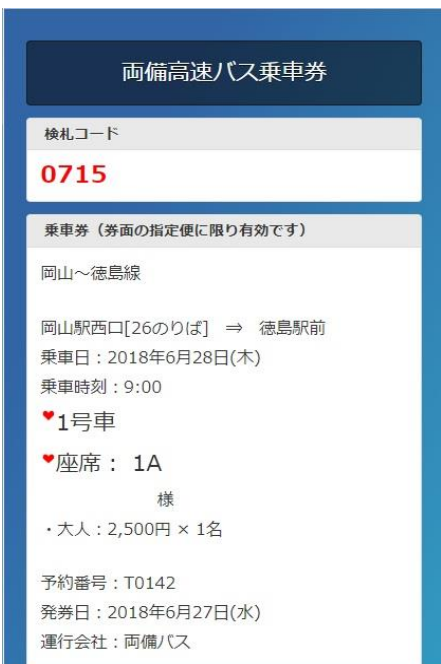 両備高速バス乗車券
検札コード
0715
乗車券（券面の指定便に限り有効です）
岡山～徳島線
岡山駅西口[26のりば]　⇒　徳島駅前
乗車日：2018年6月28日(木)
乗車時刻：9:00
❤1号車
❤座席： 1A
様
・大人：2,500円 × 1名
予約番号：T0142
発券日：2018年6月27日(水)
運行会社：両備バス